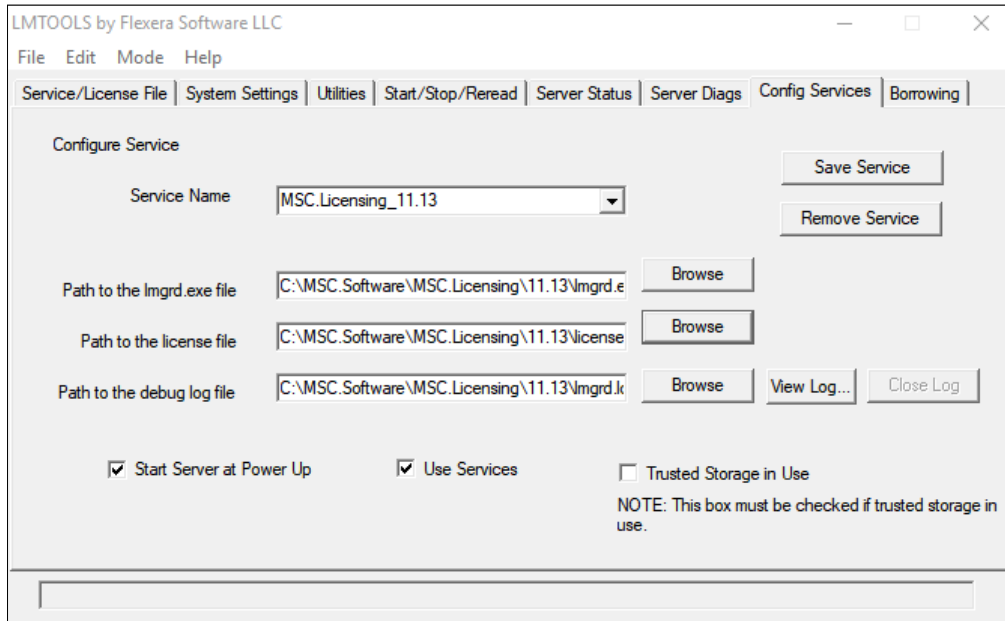 LMTOOLS by Flexera Software LLC
File Edit Mode Help
Service/License File System Settings Utilities Start/Stop/Reread Server Status Server Diags Config Services Borrowing
Configure Service
Save Service
Service Name MSC.Licensing_11.13
Remove Service
Path to the lmgrd.exe file C:\MSC.Software\MSC.Licensing\11.13\lmgrd.e Browse
Path to the license file C:\MSC.Software\MSC.Licensing\11.13\license Browse
Path to the debug log file C:\MSC.Software\MSC.Licensing\11.13\lmgrd.lo Browse View Log... Close Log
Start Server at Power Up Use Services Trusted Storage in Use
NOTE: This box must be checked if trusted storage in
use.